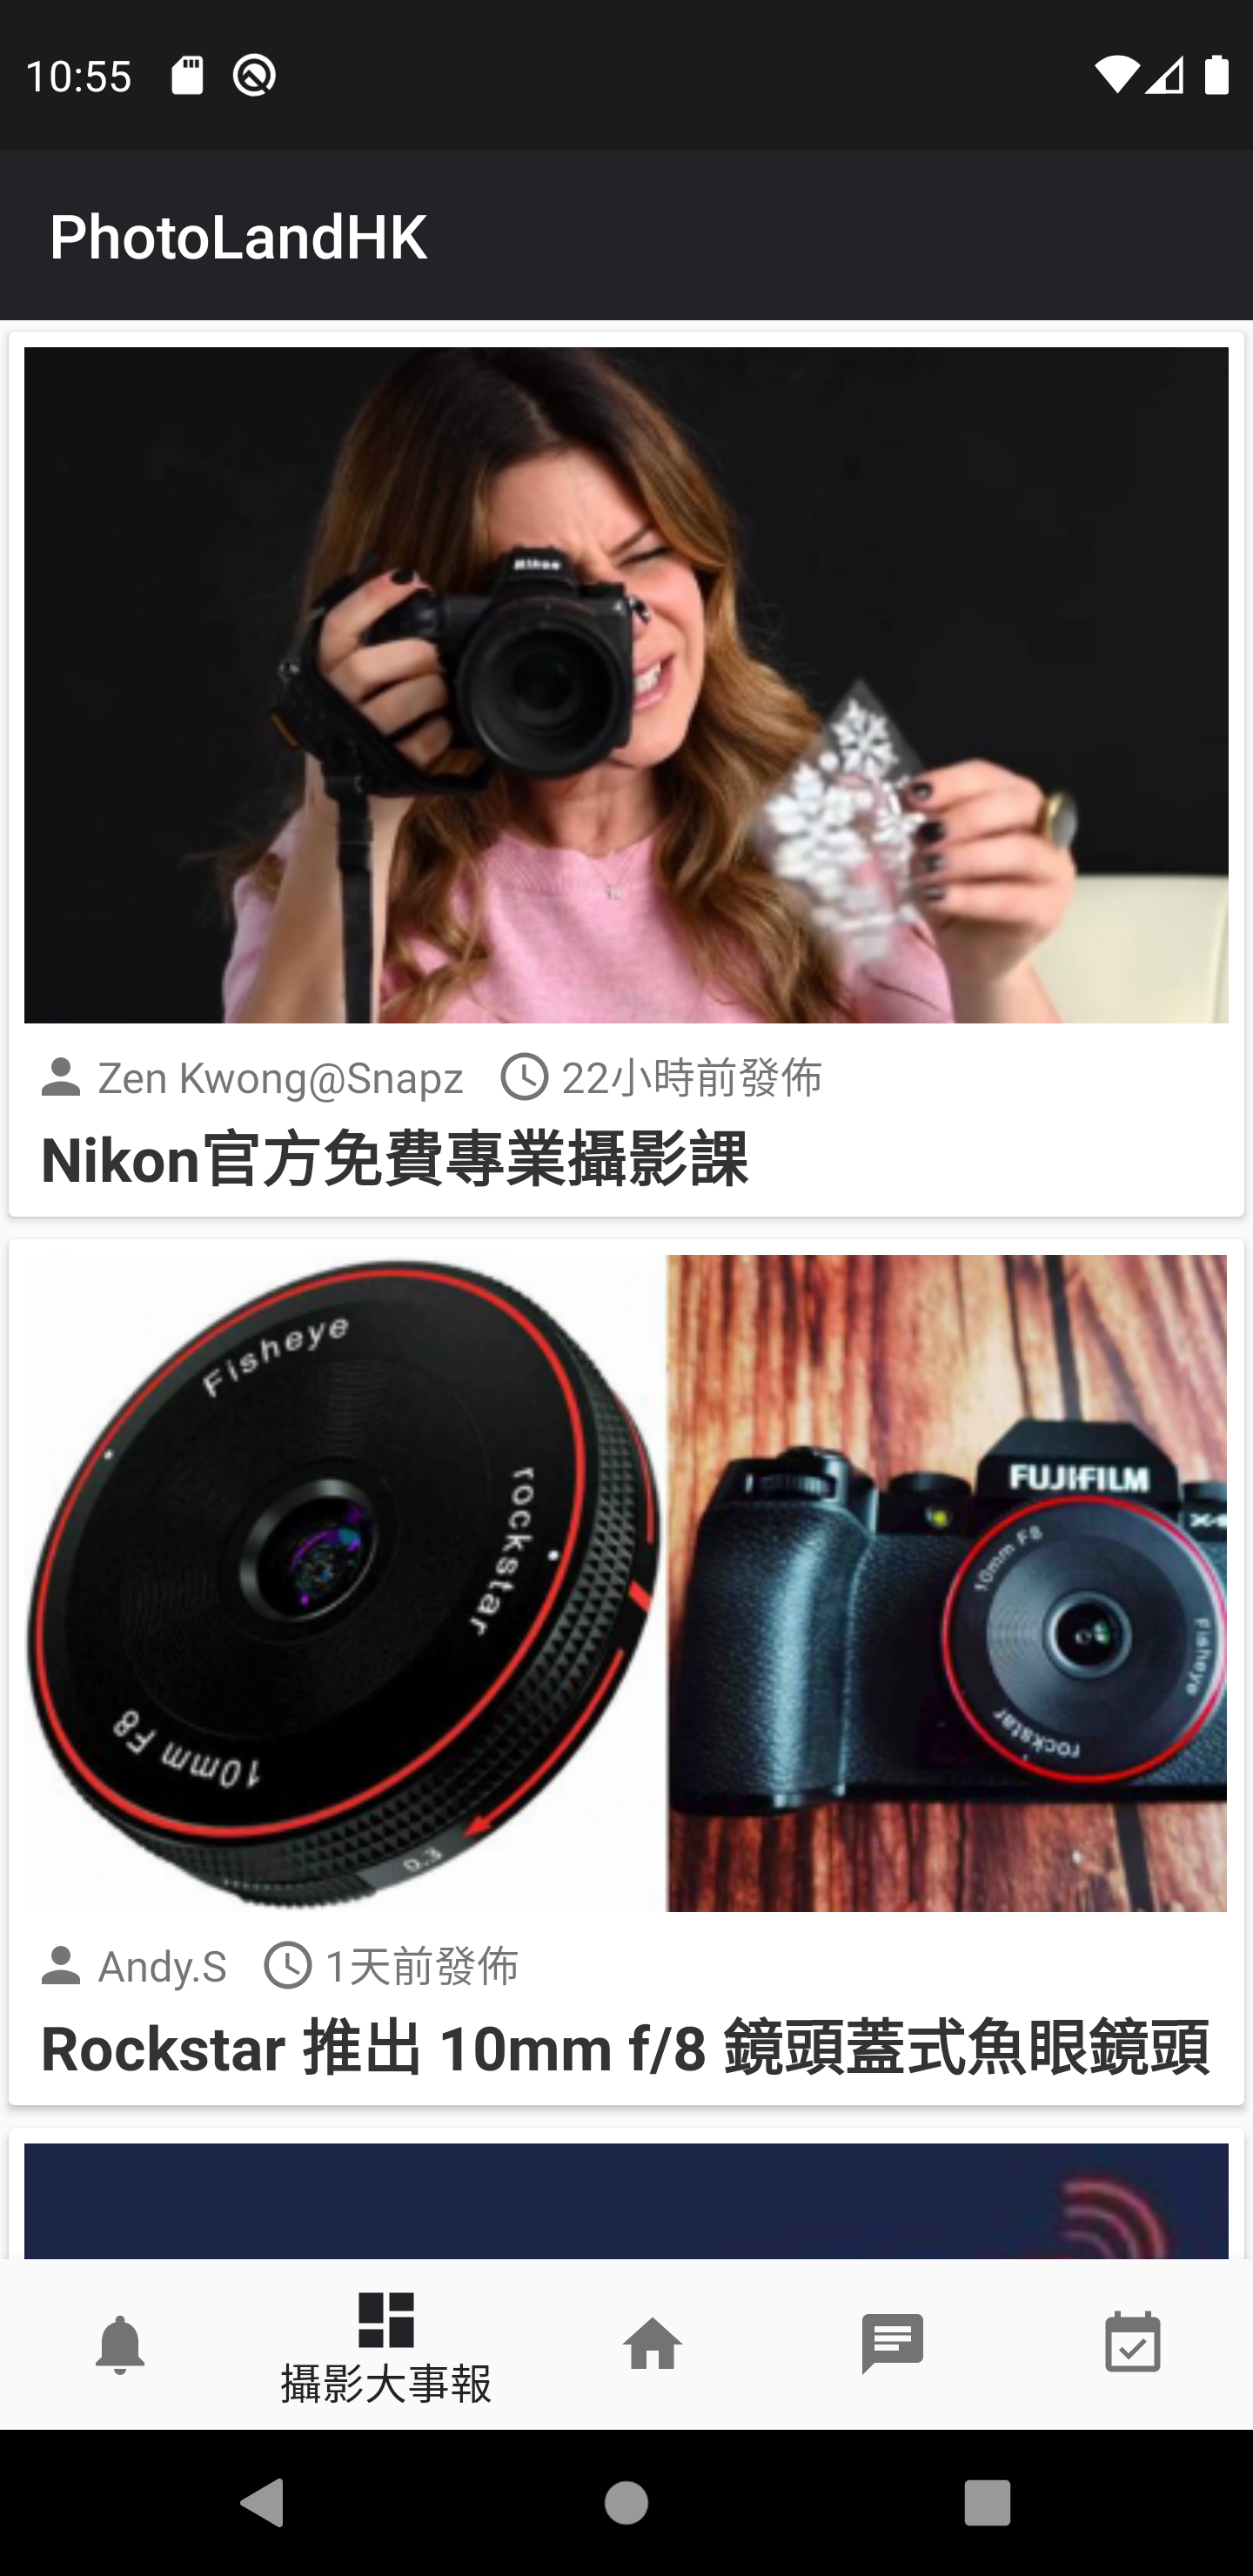 10:55
PhotoLandHK
Nikon
Zen Kwong@Snapz 22小時前發佈
Nikon官方免費專業攝影課
Fisheye
rockstar
10mm F8
0.3
FUJIFILM
10mm F8
Fisheye
rockstar
Andy.S 1天前發佈
Rockstar 推出 10mm f/8 鏡頭蓋式魚眼鏡頭
攝影大事報